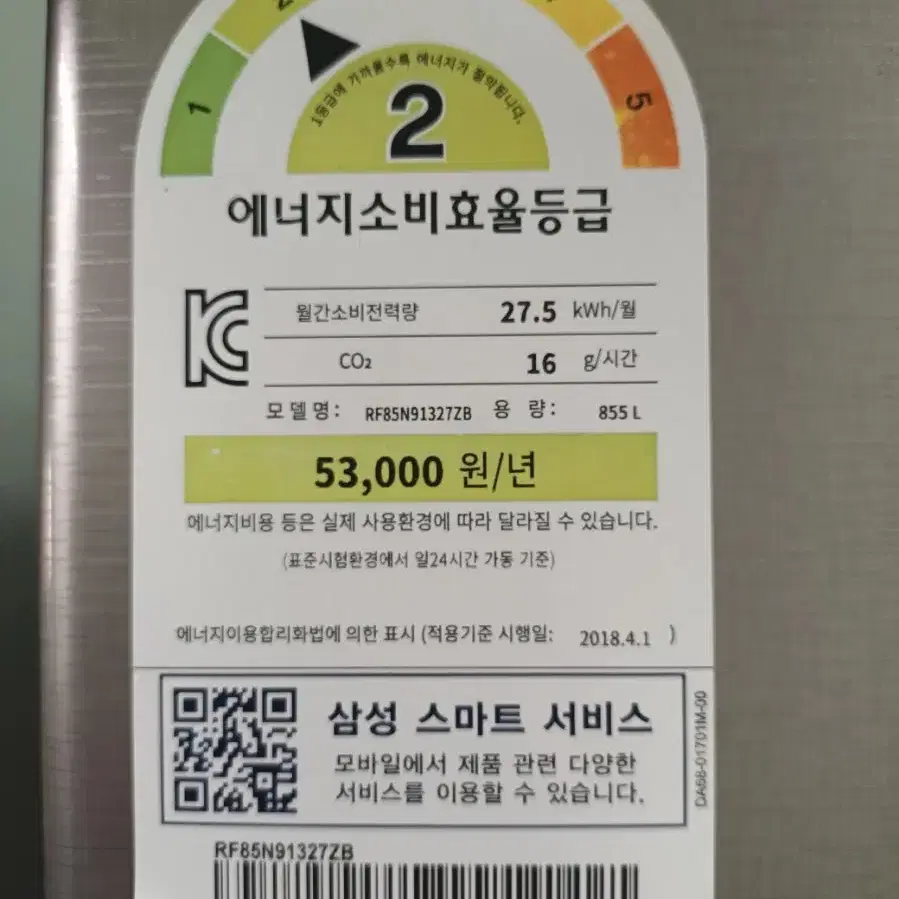 1
2
5
1등급에 가까울수록 에너지가 절약됩니다.
2
에너지소비효율등급
월간소비전력량 27.5 kWh/월
CO₂ 16 g/시간
모델명: RF85N91327ZB 용 량: 855 L
53,000 원/년
에너지비용 등은 실제 사용환경에 따라 달라질 수 있습니다.
(표준시험환경에서 일24시간 가동 기준)
에너지이용합리화법에 의한 표시 (적용기준 시행일: 2018.4.1 )
삼성 스마트 서비스
모바일에서 제품 관련 다양한
서비스를 이용할 수 있습니다.
DA68-01701M-00
RF85N91327ZB